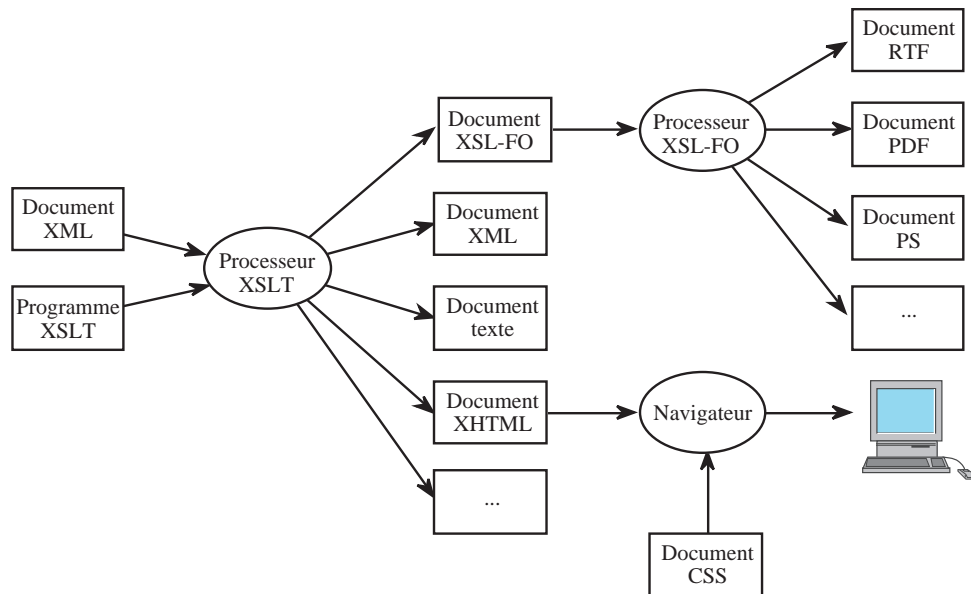 Document
RTF
Document
XSL-FO
Processeur
XSL-FO
Document
PDF
Document
XML
Document
XML
Document
PS
Processeur
XSLT
Programme
XSLT
Document
texte
...
Document
XHTML
Navigateur
...
Document
CSS